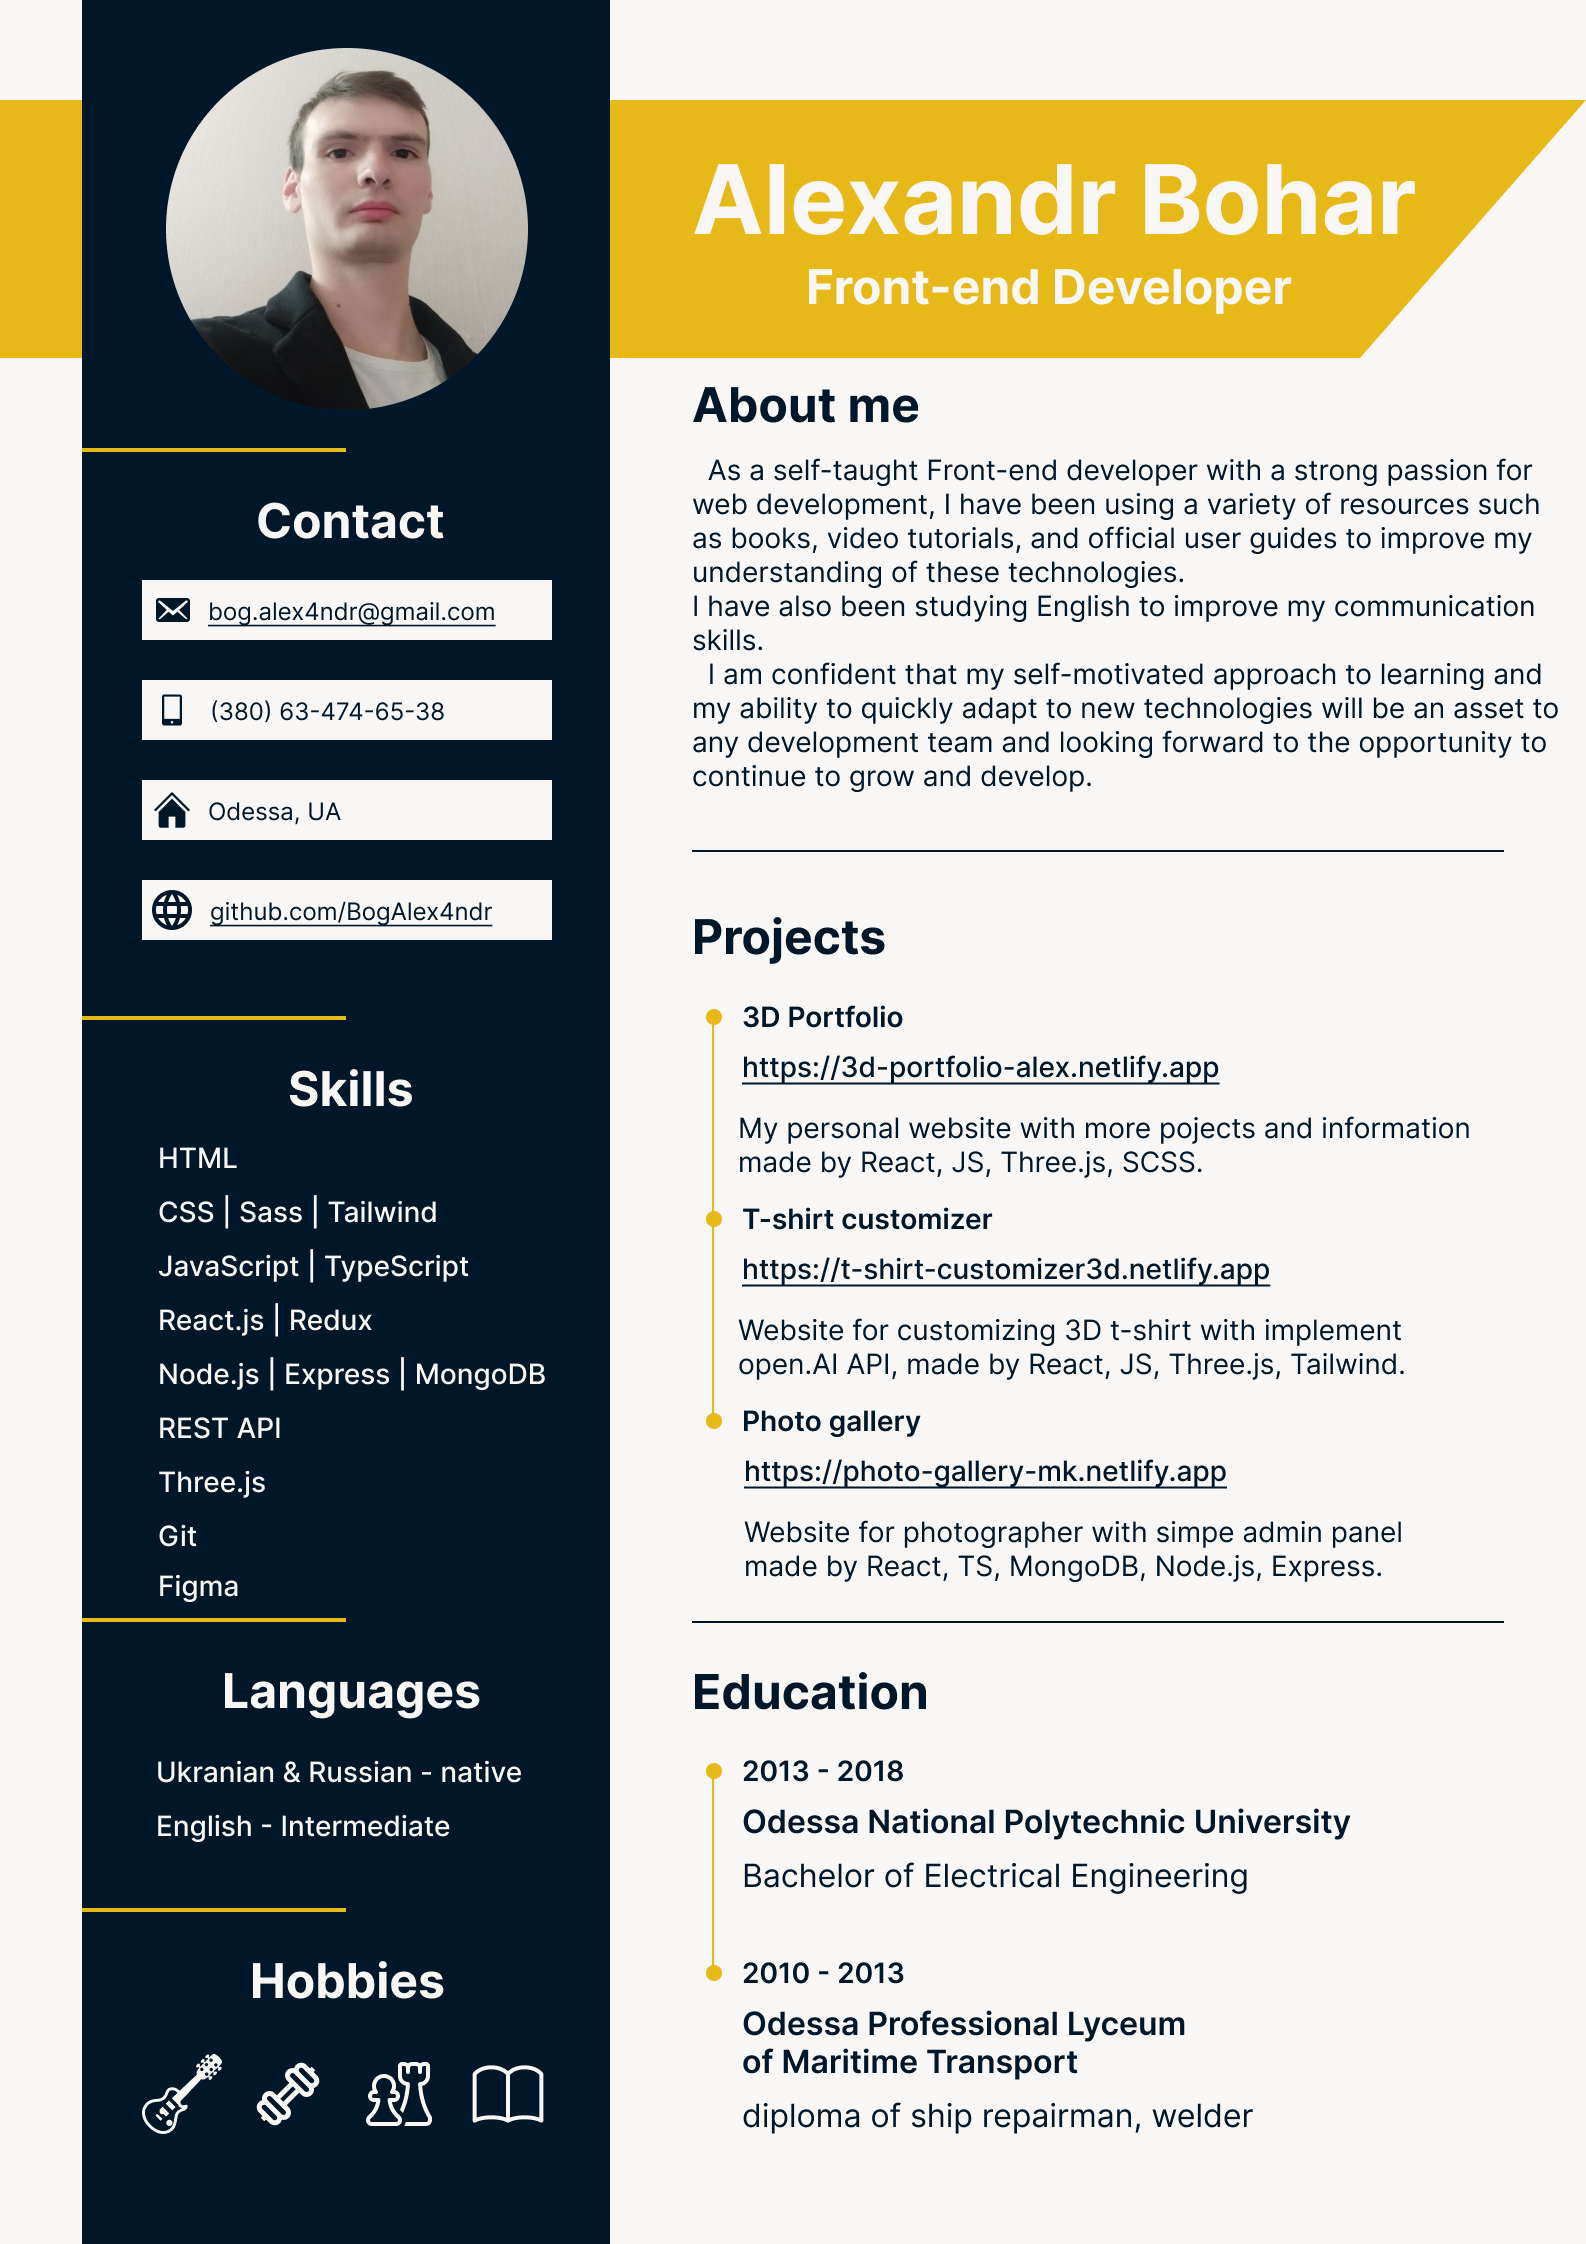 Alexandr Bohar
Front-end Developer
Contact
bog.alex4ndr@gmail.com
(380) 63-474-65-38
Odessa, UA
github.com/BogAlex4ndr
Skills
HTML
CSS | Sass | Tailwind
JavaScript | TypeScript
React.js | Redux
Node.js | Express | MongoDB
REST API
Three.js
Git
Figma
Languages
Ukranian & Russian - native
English - Intermediate
Hobbies
About me
As a self-taught Front-end developer with a strong passion for
web development, I have been using a variety of resources such
as books, video tutorials, and official user guides to improve my
understanding of these technologies.
I have also been studying English to improve my communication
skills.
I am confident that my self-motivated approach to learning and
my ability to quickly adapt to new technologies will be an asset to
any development team and looking forward to the opportunity to
continue to grow and develop.
Projects
3D Portfolio
https://3d-portfolio-alex.netlify.app
My personal website with more pojects and information
made by React, JS, Three.js, SCSS.
T-shirt customizer
https://t-shirt-customizer3d.netlify.app
Website for customizing 3D t-shirt with implement
open.AI API, made by React, JS, Three.js, Tailwind.
Photo gallery
https://photo-gallery-mk.netlify.app
Website for photographer with simpe admin panel
made by React, TS, MongoDB, Node.js, Express.
Education
2013 - 2018
Odessa National Polytechnic University
Bachelor of Electrical Engineering
2010 - 2013
Odessa Professional Lyceum
of Maritime Transport
diploma of ship repairman, welder